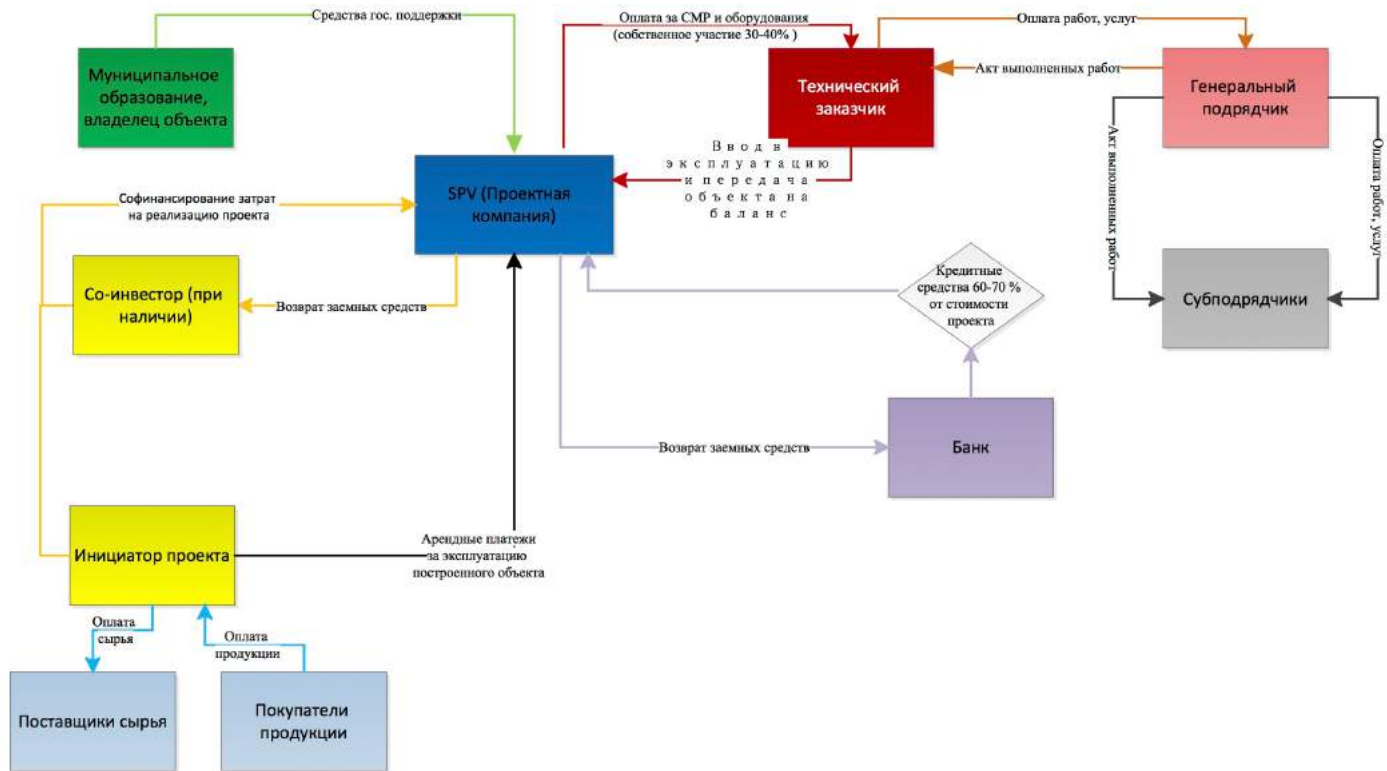 Средства гос. поддержки
Оплата за СМР и оборудования
(собственное участие 30-40% )
Оплата работ, услуг
Муниципальное
образование,
владелец объекта
Технический
заказчик
Акт выполненных работ
Генеральный
подрядчик
Ввод в
эксплуатацию
и передача
объекта на
баланс
Акт выполненных работ
Оплата работ, услуг
SPV (Проектная
компания)
Софинансирование затрат
на реализацию проекта
Со-инвестор (при
наличии)
Возврат заемных средств
Кредитные
средства 60-70 %
от стоимости
проекта
Субподрядчики
Возврат заемных средств
Банк
Инициатор проекта
Арендные платежи
за эксплуатацию
построенного объекта
Оплата
сырья
Оплата
продукции
Поставщики сырья
Покупатели
продукции